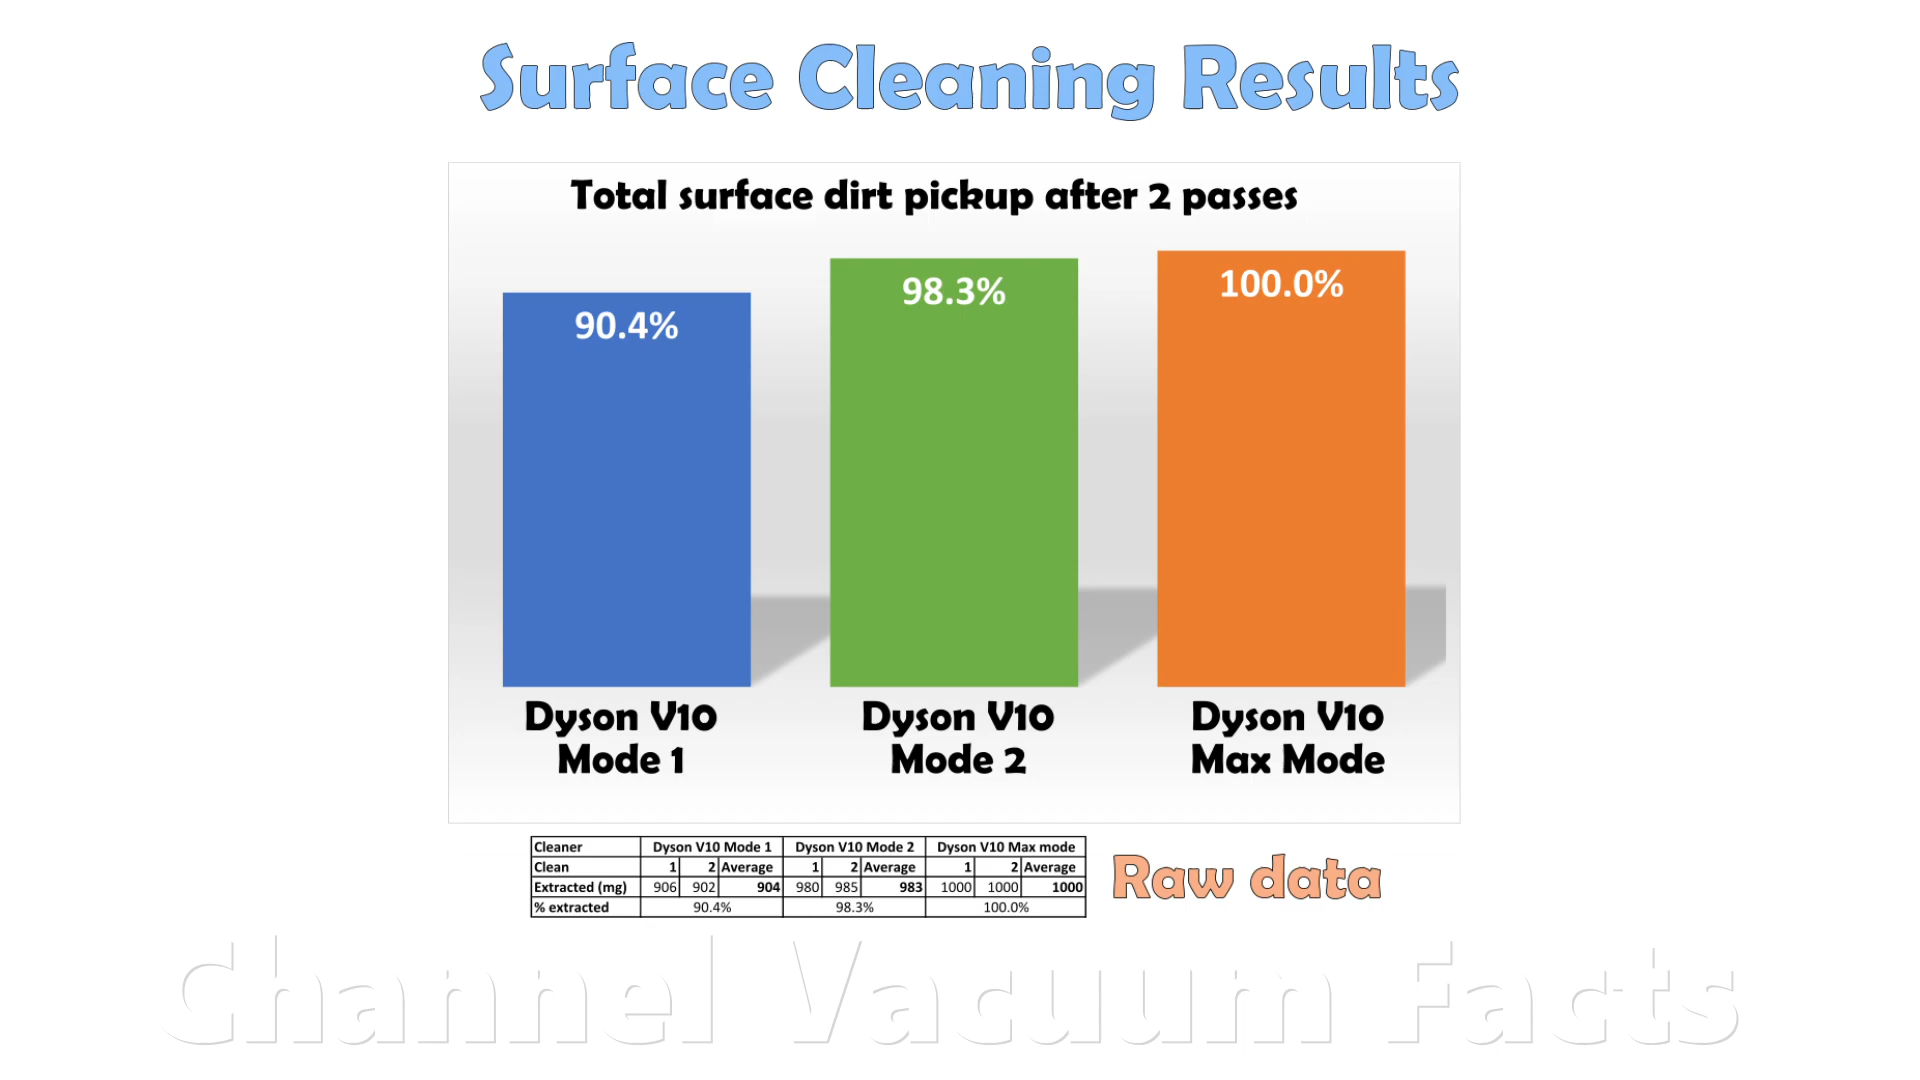 Surface Cleaning Results
Total surface dirt pickup after 2 passes
90.4%
98.3%
100.0%
Dyson V10
Mode 1
Dyson V10
Mode 2
Dyson V10
Max Mode
Cleaner Dyson V10 Mode 1 Dyson V10 Mode 2 Dyson V10 Max mode
Clean 1 2 Average 1 2 Average 1 2 Average
Extracted (mg) 906 902 904 980 985 983 1000 1000 1000
% extracted 90.4% 98.3% 100.0%
Raw data
Channel Vacuum Facts